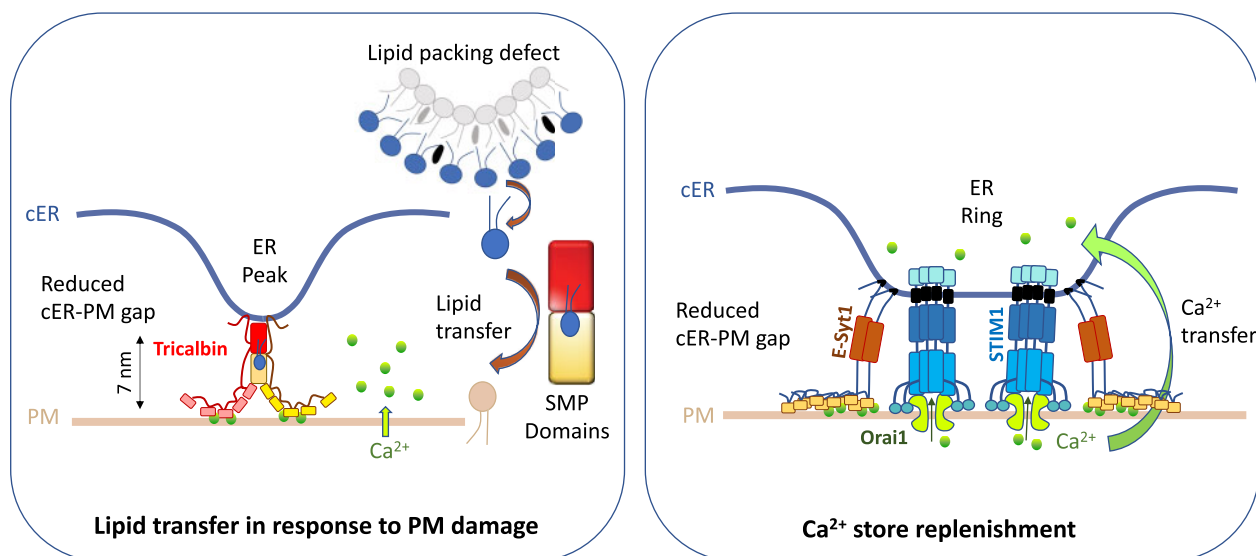 Lipid packing defect
cER
ER
Peak
Reduced
cER-PM gap
Tricalbin
7 nm
PM
Ca²⁺
Lipid
transfer
SMP
Domains
Lipid transfer in response to PM damage
cER
ER
Ring
Reduced
cER-PM gap
E-Syt1
STIM1
Ca²⁺
transfer
PM
Orai1
Ca²⁺
Ca²⁺ store replenishment